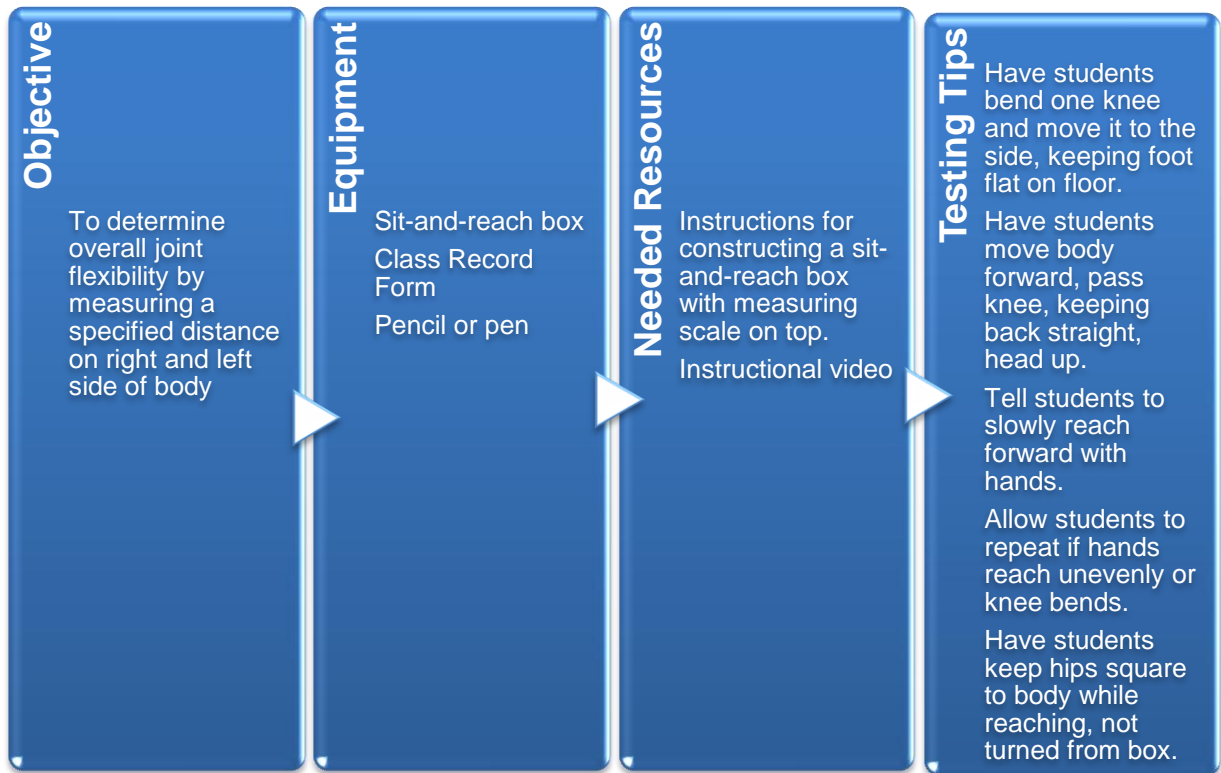 Objective
To determine
overall joint
flexibility by
measuring a
specified distance
on right and left
side of body
Equipment
Sit-and-reach box
Class Record
Form
Pencil or pen
Needed Resources
Instructions for
constructing a sit-
and-reach box
with measuring
scale on top.
Instructional video
Testing Tips
Have students
bend one knee
and move it to the
side, keeping foot
flat on floor.
Have students
move body
forward, pass
knee, keeping
back straight,
head up.
Tell students to
slowly reach
forward with
hands.
Allow students to
repeat if hands
reach unevenly or
knee bends.
Have students
keep hips square
to body while
reaching, not
turned from box.